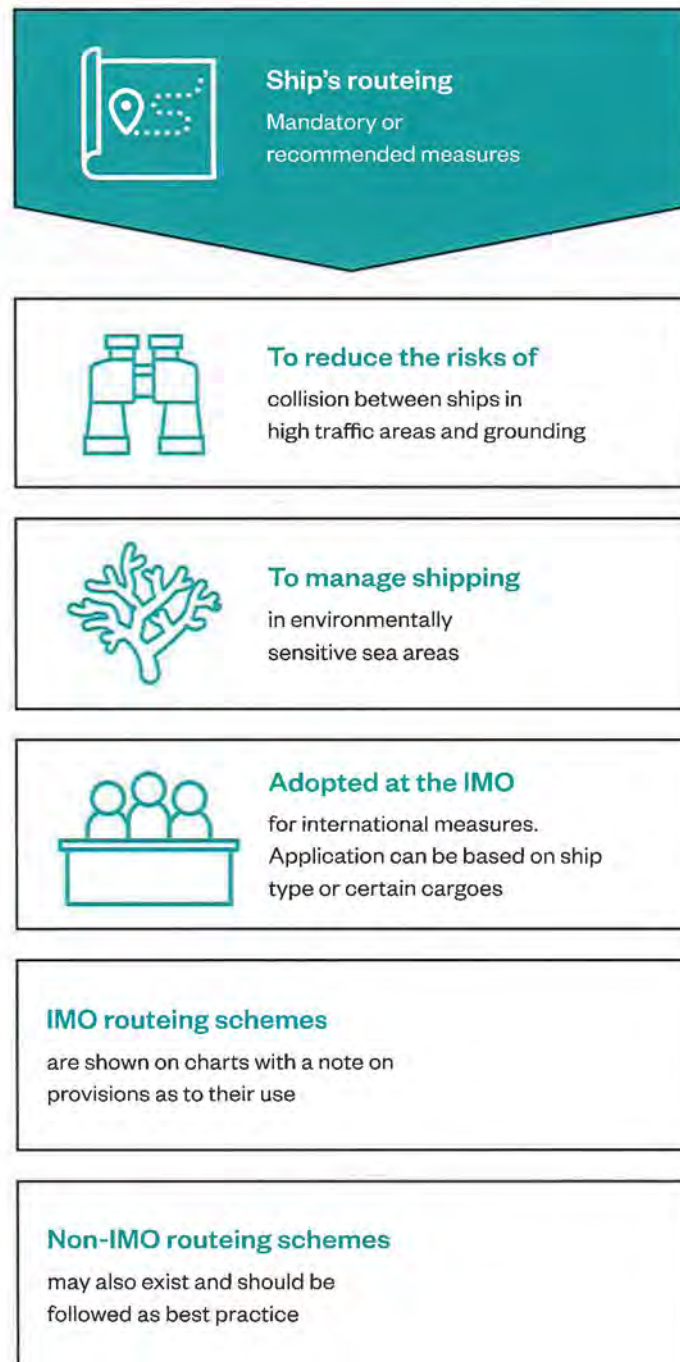 Ship's routeing
Mandatory or
recommended measures
To reduce the risks of
collision between ships in
high traffic areas and grounding
To manage shipping
in environmentally
sensitive sea areas
Adopted at the IMO
for international measures.
Application can be based on ship
type or certain cargoes
IMO routeing schemes
are shown on charts with a note on
provisions as to their use
Non-IMO routeing schemes
may also exist and should be
followed as best practice